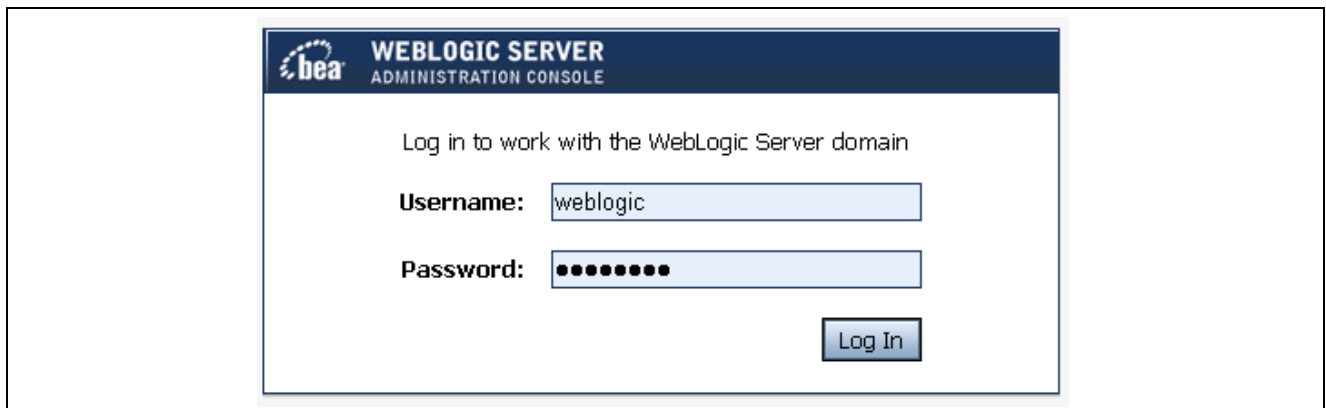 bea WEBLOGIC SERVER
ADMINISTRATION CONSOLE
Log in to work with the WebLogic Server domain
Username: weblogic
Password: ●●●●●●●●
Log In